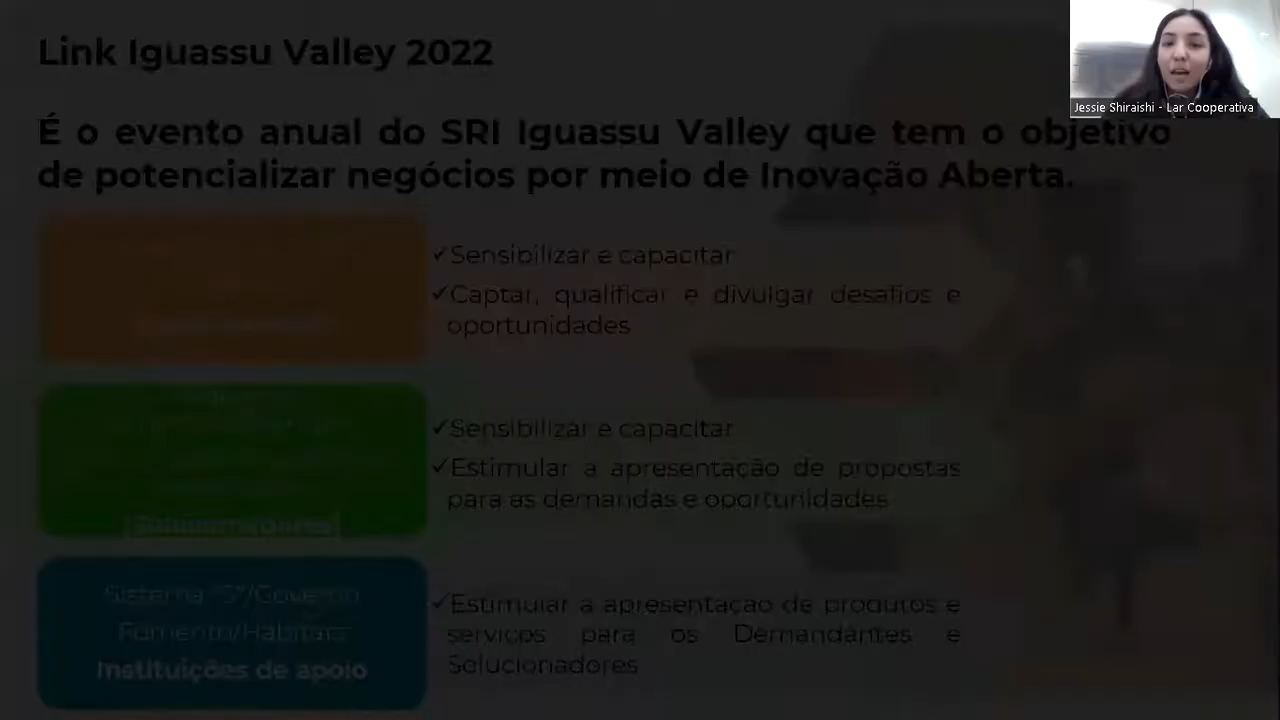 Link Iguassu Valley 2022
Jessie Shiraishi - Lar Cooperativa
É o evento anual do SRI Iguassu Valley que tem o objetivo
de potencializar negócios por meio de Inovação Aberta.
✓Sensibilizar e capacitar
✓Captar, qualificar e divulgar desafios e
oportunidades
✓Sensibilizar e capacitar
✓Estimular a apresentação de propostas
para as demandas e oportunidades
Sistema "S"/Governo
Fomento/Habitats
Instituições de apoio
✓Estimular a apresentação de produtos e
serviços para os Demandantes e
Solucionadores